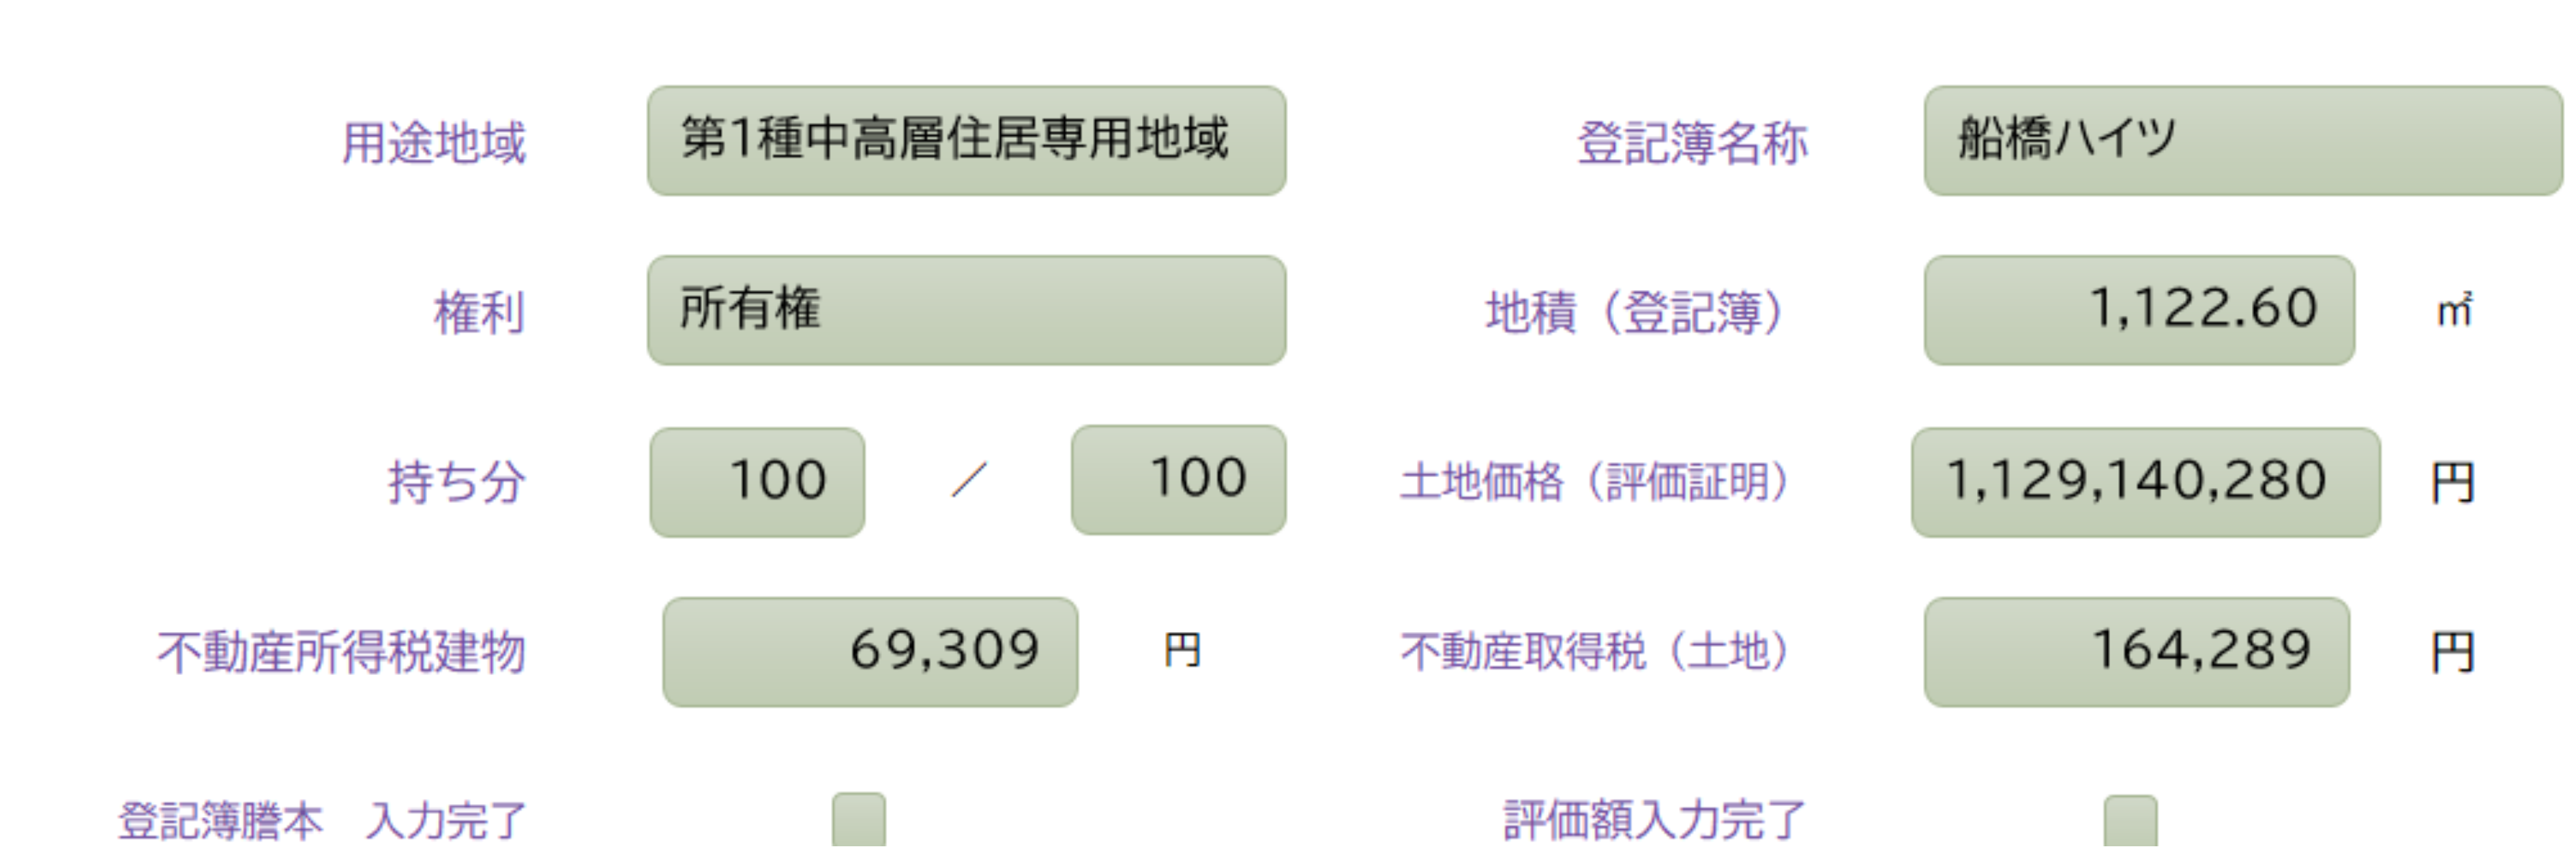 用途地域 第1種中高層住居専用地域 登記簿名称 船橋ハイツ
権利 所有権 地積（登記簿） 1,122.60 ㎡
持ち分 100 ／ 100 土地価格（評価証明） 1,129,140,280 円
不動産所得税建物 69,309 円 不動産取得税（土地） 164,289 円
登記簿謄本　入力完了 評価額入力完了